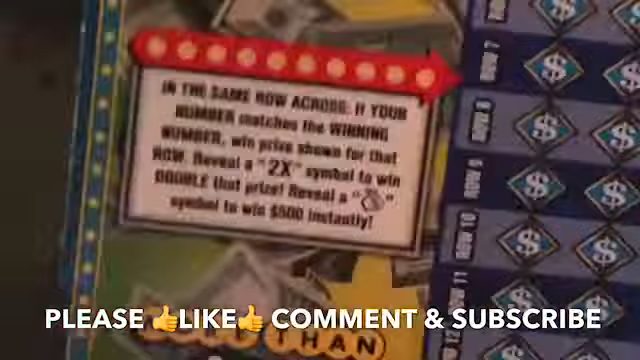 IN THE SAME ROW ACROSS: If YOUR
NUMBER matches the WINNING
NUMBER, win prize shown for that
ROW. Reveal a "2X" symbol to win
DOUBLE that prize! Reveal a " "
symbol to win $500 instantly!
ROW 7
ROW 8
ROW 9
ROW 10
ROW 11
THAN
PLEASE 👍LIKE👍 COMMENT & SUBSCRIBE